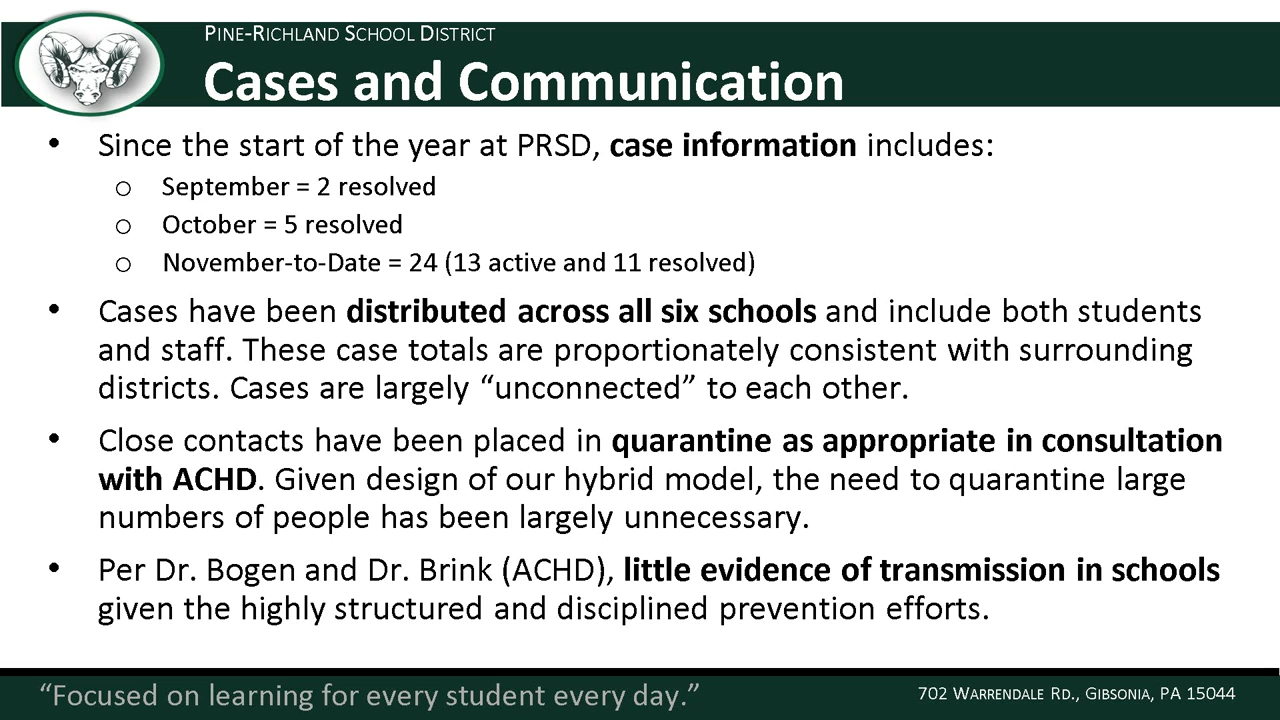 PINE-RICHLAND SCHOOL DISTRICT
Cases and Communication
• Since the start of the year at PRSD, case information includes:
o September = 2 resolved
o October = 5 resolved
o November-to-Date = 24 (13 active and 11 resolved)
• Cases have been distributed across all six schools and include both students
and staff. These case totals are proportionately consistent with surrounding
districts. Cases are largely “unconnected” to each other.
• Close contacts have been placed in quarantine as appropriate in consultation
with ACHD. Given design of our hybrid model, the need to quarantine large
numbers of people has been largely unnecessary.
• Per Dr. Bogen and Dr. Brink (ACHD), little evidence of transmission in schools
given the highly structured and disciplined prevention efforts.
“Focused on learning for every student every day.”
702 WARRENDALE RD., GIBSONIA, PA 15044